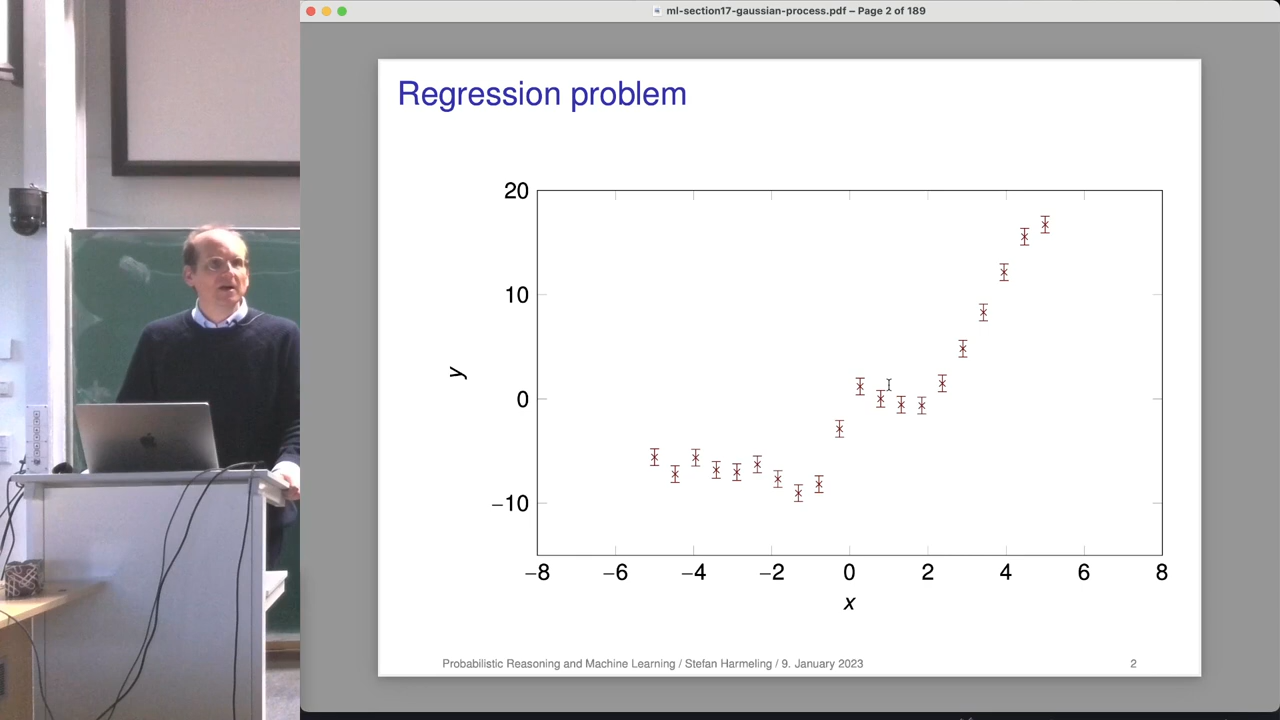 ml-section17-gaussian-process.pdf – Page 2 of 189
Regression problem
20
10
0
−10
y
−8 −6 −4 −2 0 2 4 6 8
x
Probabilistic Reasoning and Machine Learning / Stefan Harmeling / 9. January 2023 2